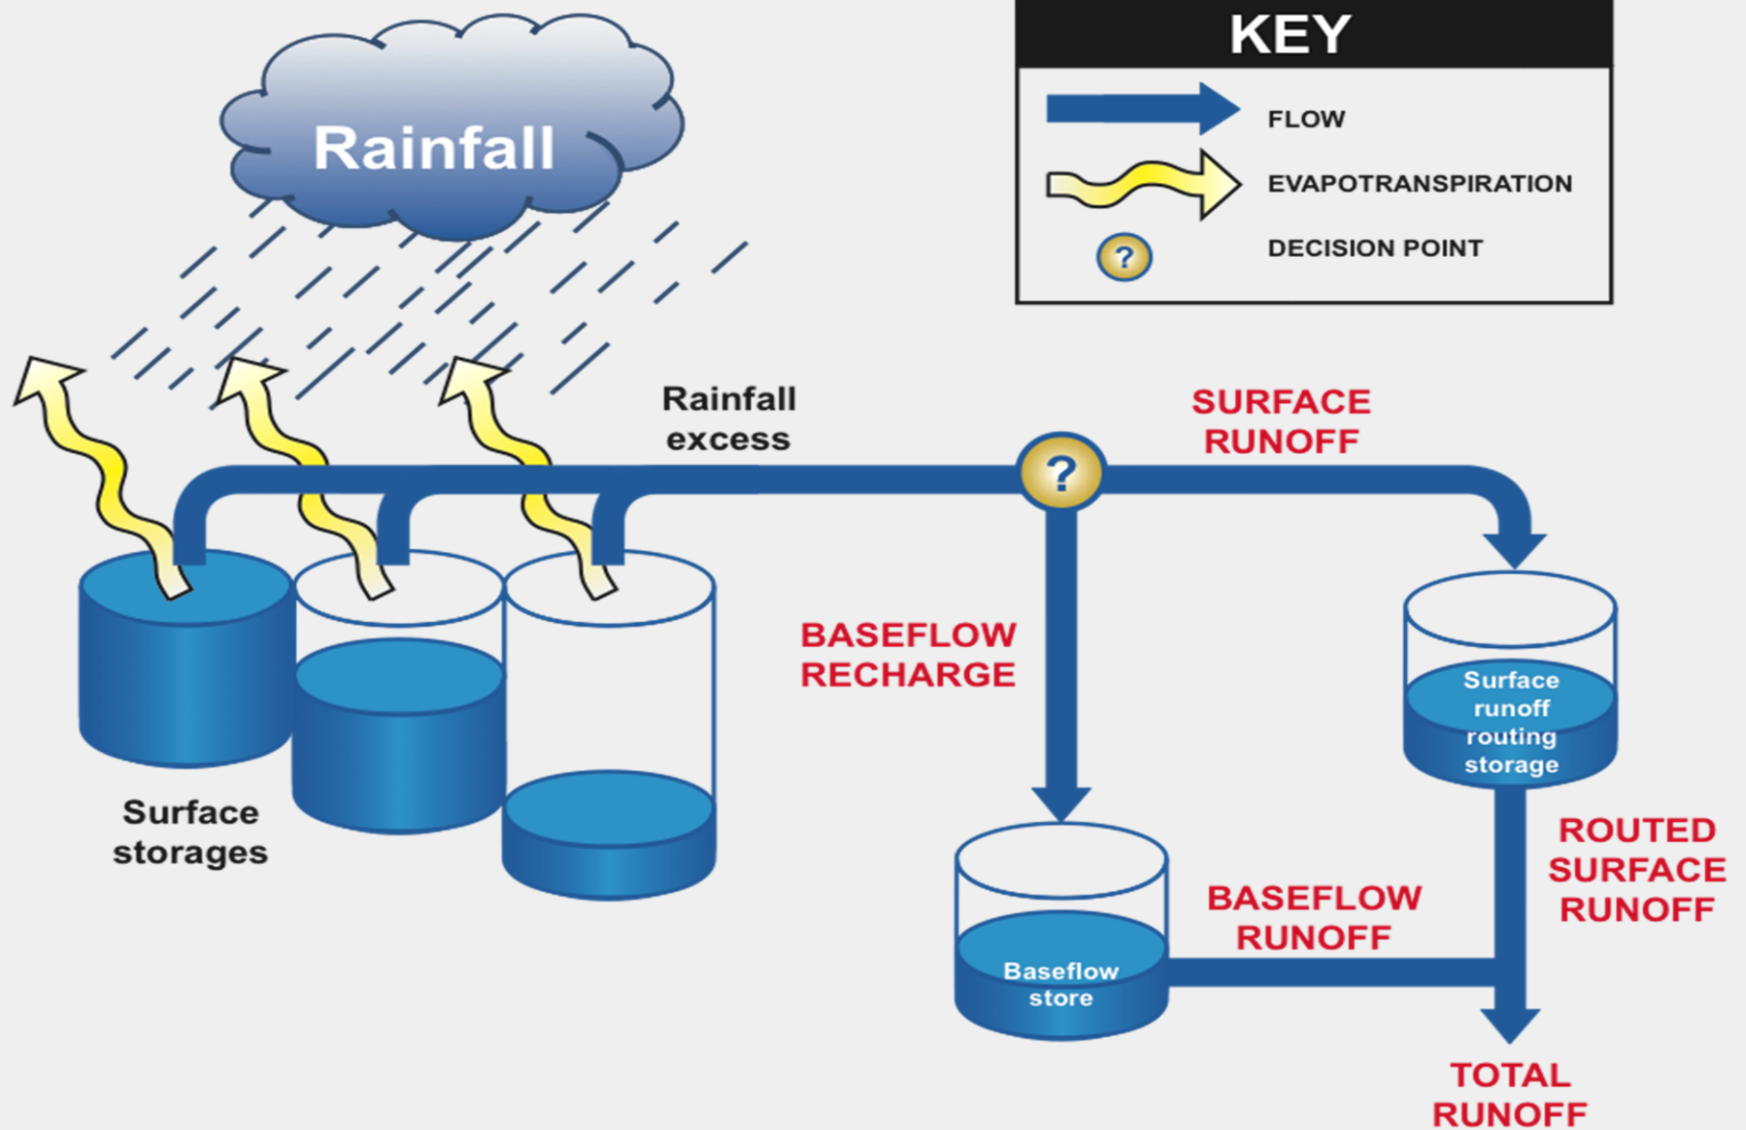 KEY
FLOW
EVAPOTRANSPIRATION
?
DECISION POINT
Rainfall
Rainfall
excess
SURFACE
RUNOFF
?
BASEFLOW
RECHARGE
Surface
runoff
routing
storage
Surface
storages
ROUTED
SURFACE
RUNOFF
BASEFLOW
RUNOFF
Baseflow
store
TOTAL
RUNOFF